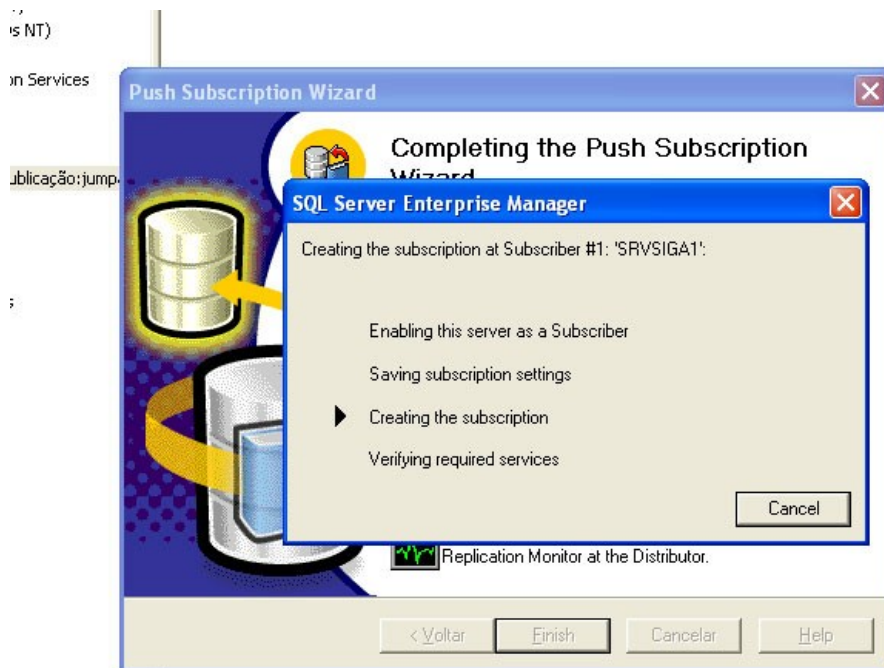 s NT)
on Services
ublicação:jump
Push Subscription Wizard
Completing the Push Subscription
Wizard
SQL Server Enterprise Manager
Creating the subscription at Subscriber #1: 'SRVSIGA1':
Enabling this server as a Subscriber
Saving subscription settings
Creating the subscription
Verifying required services
Cancel
Replication Monitor at the Distributor.
< Voltar
Finish
Cancelar
Help